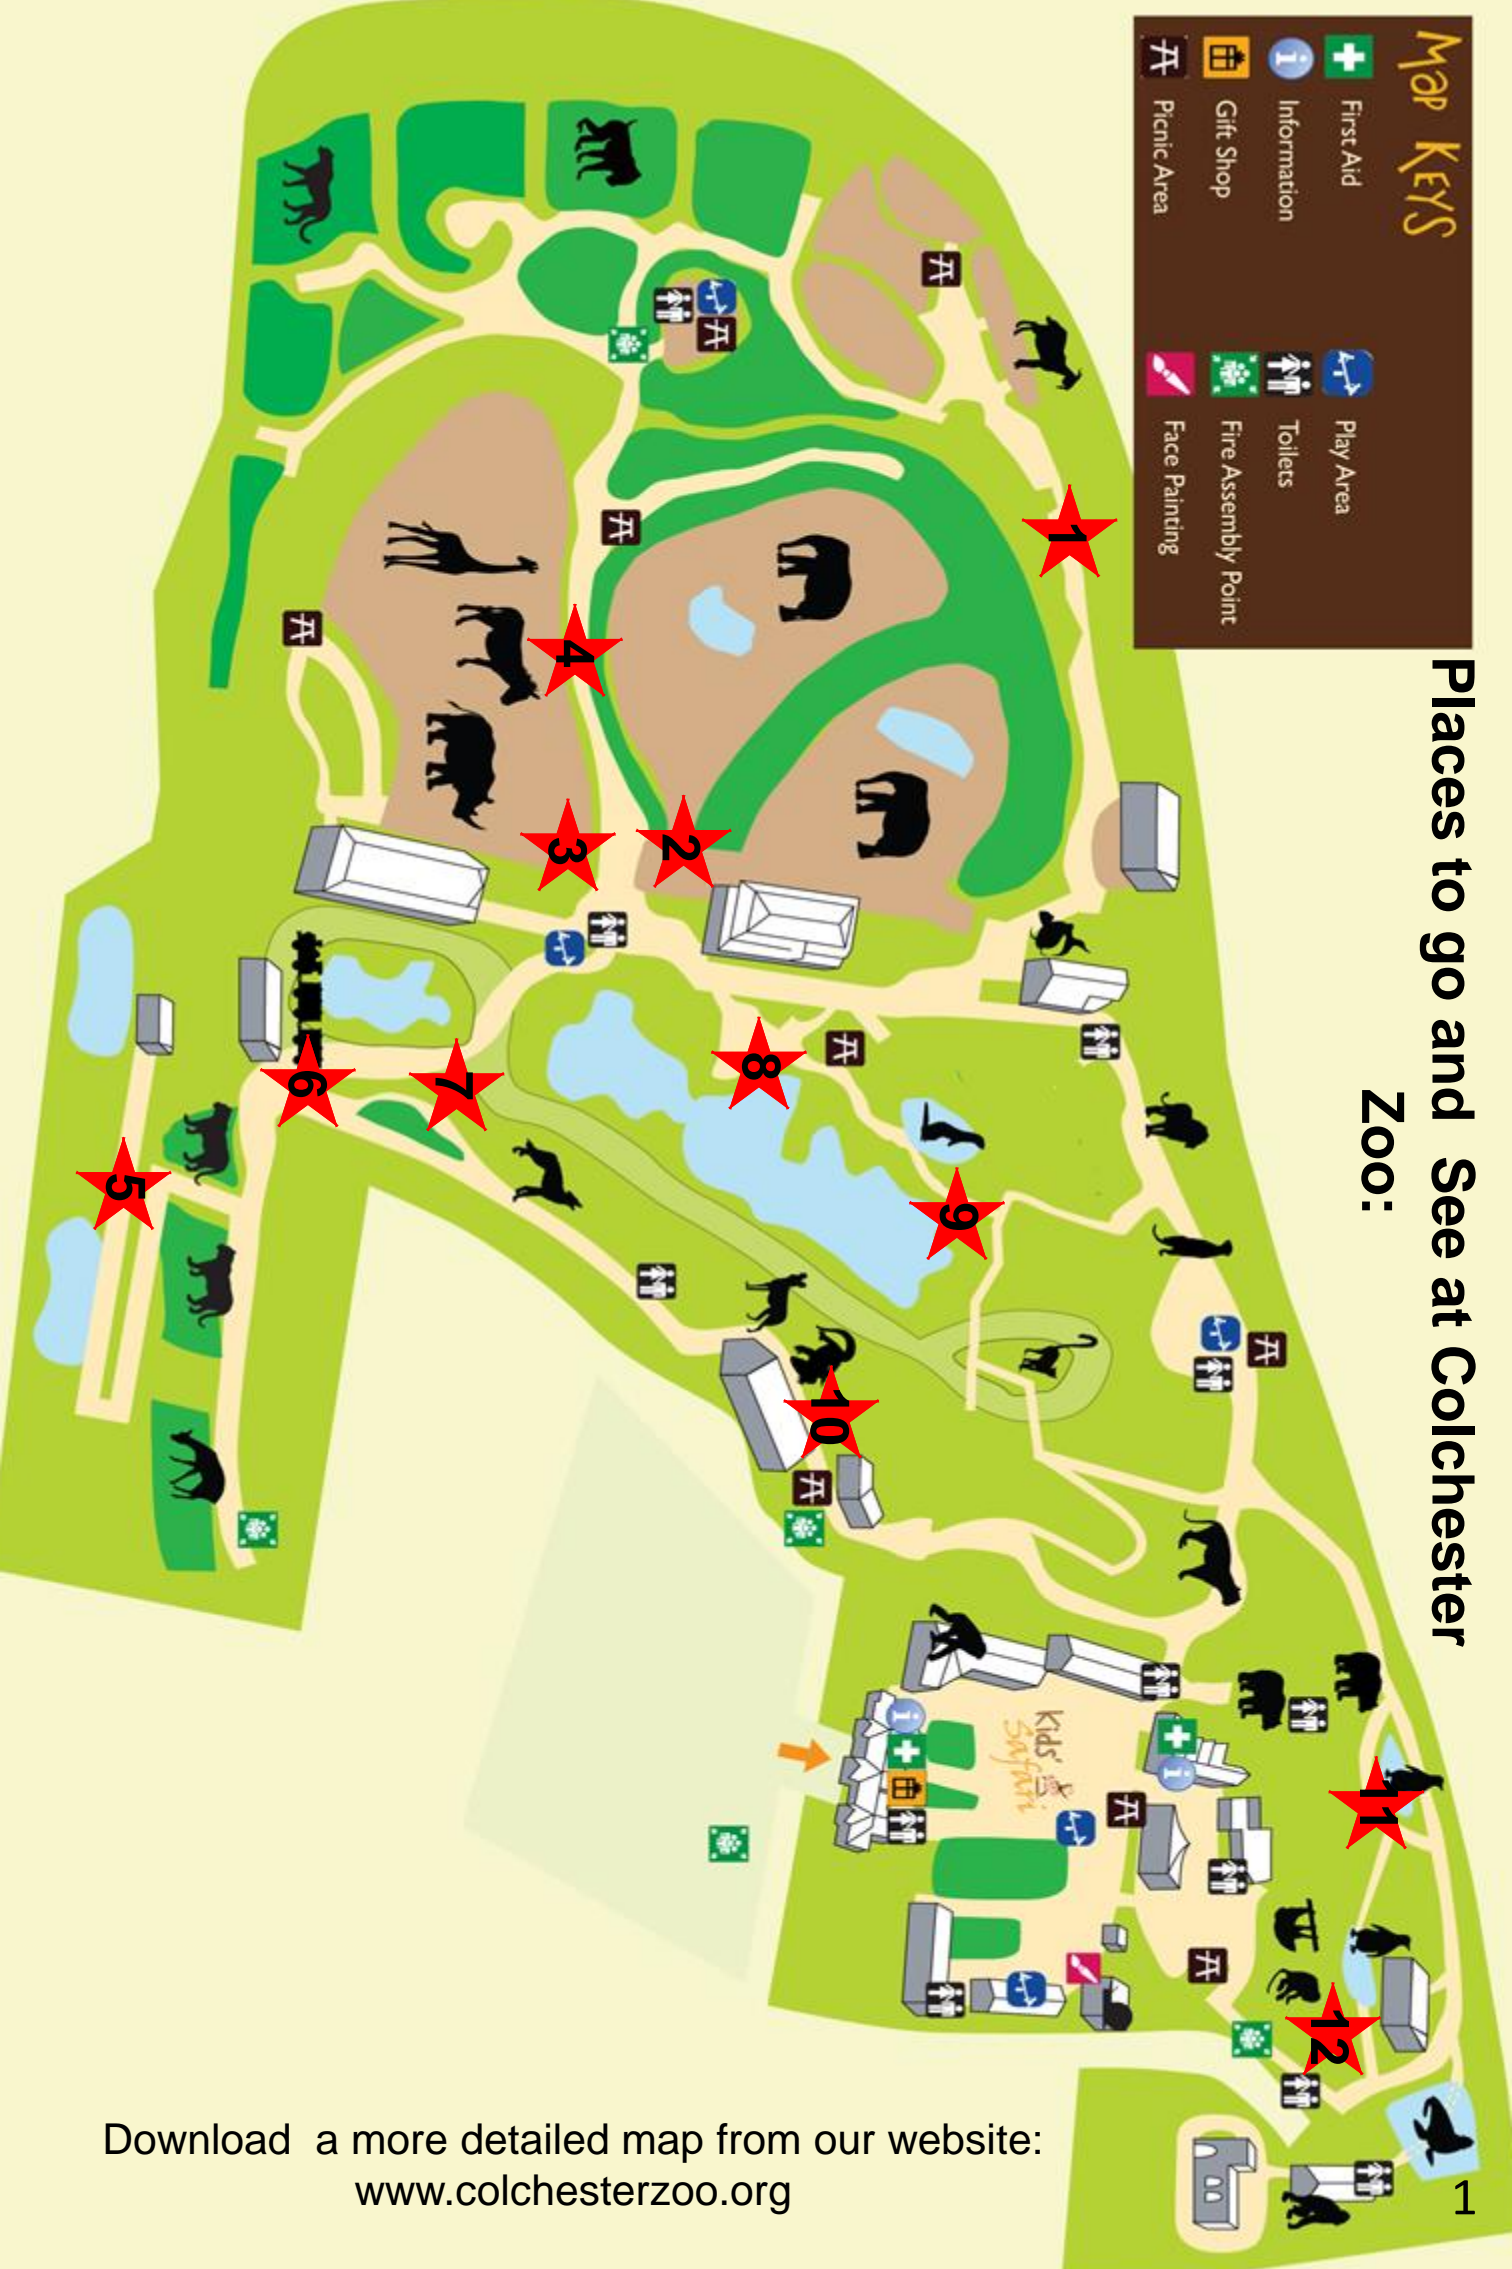 Places to go and  See at Colchester
Zoo:
Map Keys
First Aid
Information
Gift Shop
Picnic Area
Play Area
Toilets
Fire Assembly Point
Face Painting
1
2
3
4
5
6
7
8
9
10
11
12
Kids'
Safari
Download  a more detailed map from our website:
www.colchesterzoo.org
1